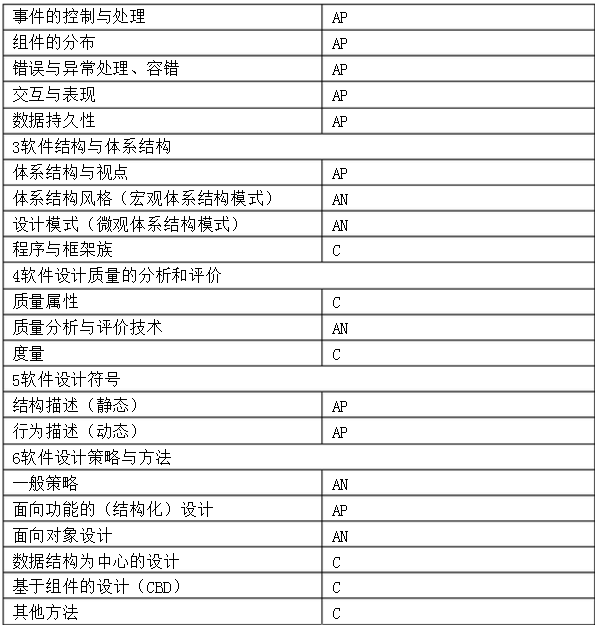 事件的控制与处理 AP
组件的分布 AP
错误与异常处理、容错 AP
交互与表现 AP
数据持久性 AP
3软件结构与体系结构
体系结构与视点 AP
体系结构风格（宏观体系结构模式） AN
设计模式（微观体系结构模式） AN
程序与框架族 C
4软件设计质量的分析和评价
质量属性 C
质量分析与评价技术 AN
度量 C
5软件设计符号
结构描述（静态） AP
行为描述（动态） AP
6软件设计策略与方法
一般策略 AN
面向功能的（结构化）设计 AP
面向对象设计 AN
数据结构为中心的设计 C
基于组件的设计（CBD） C
其他方法 C